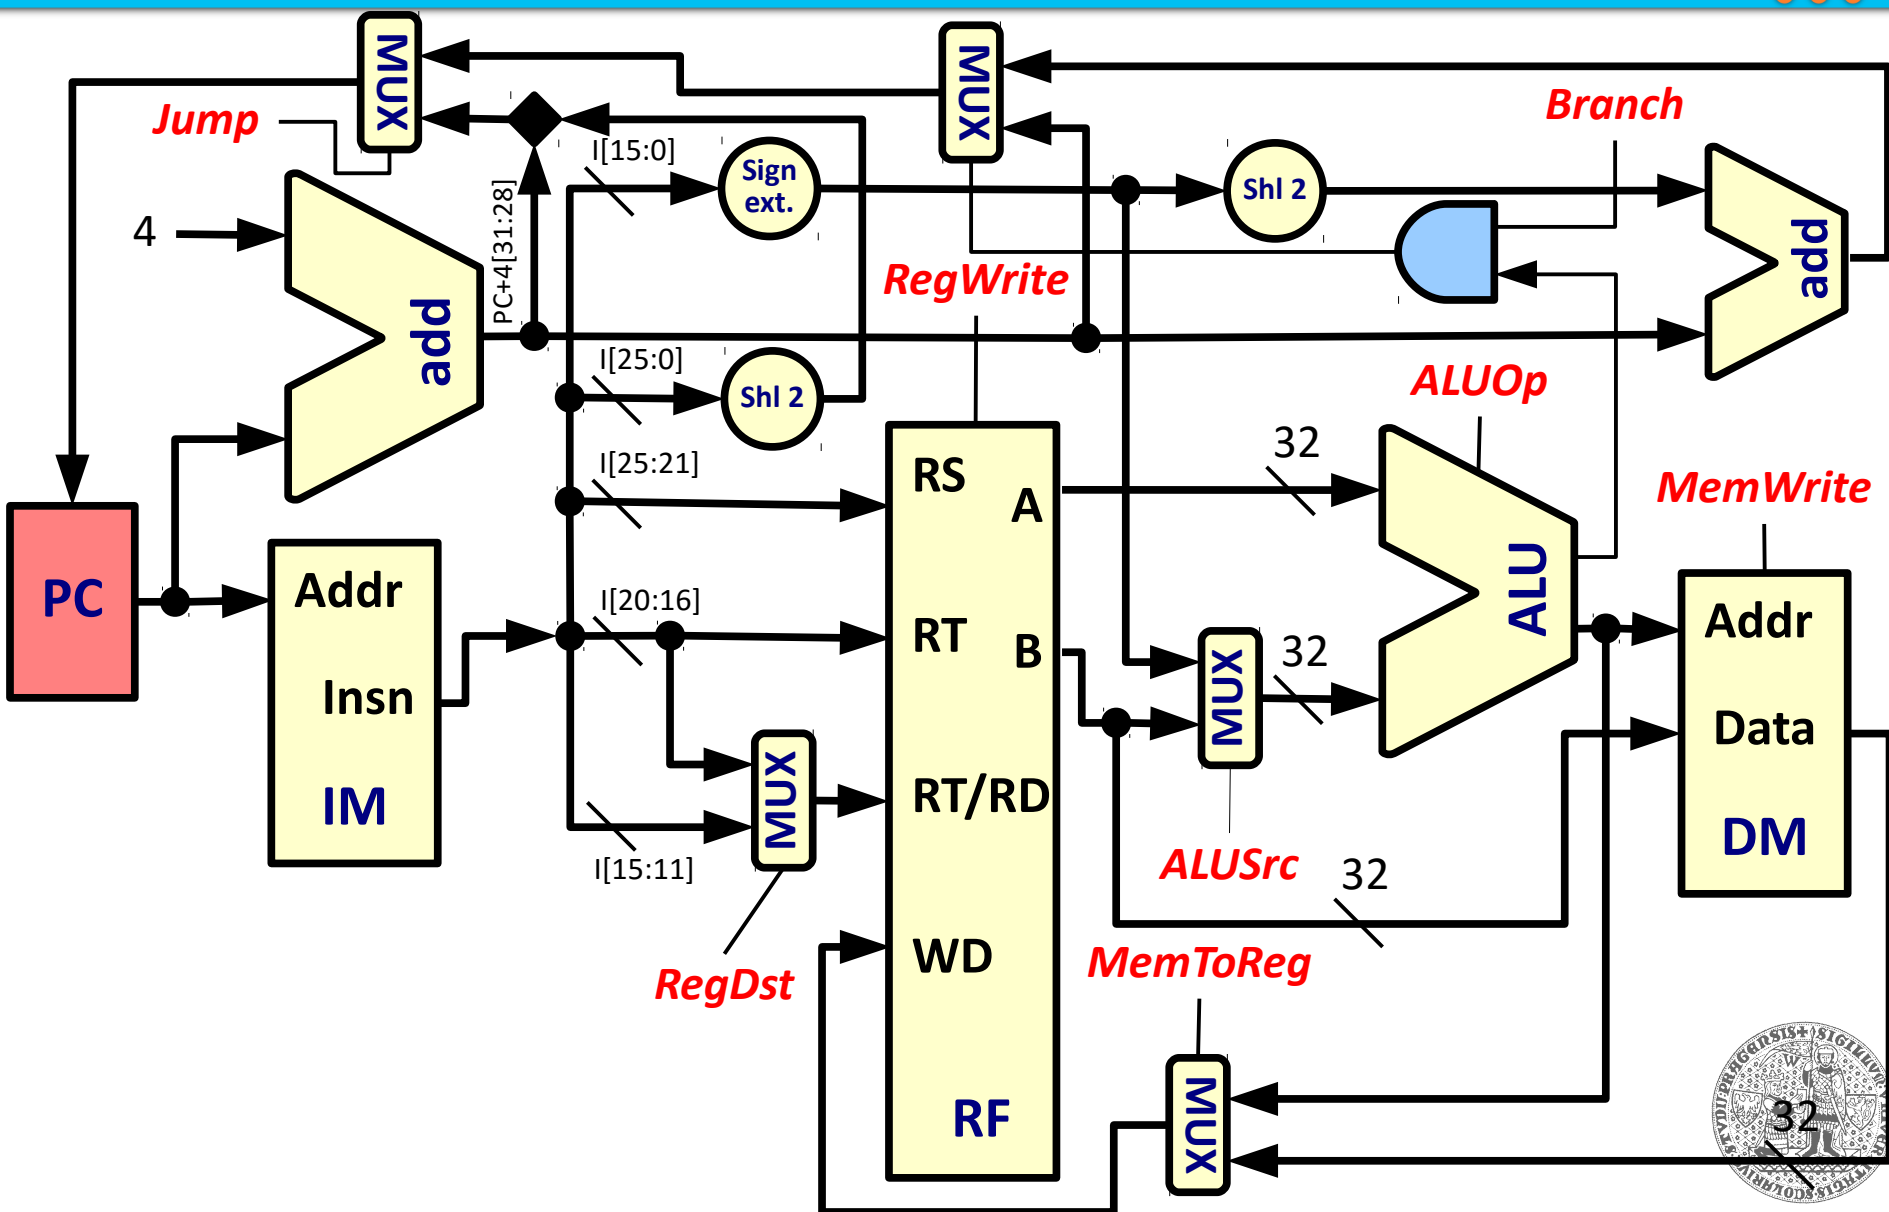 MUX
MUX
Jump
Branch
I[15:0]
Sign
ext.
Shl 2
PC+4[31:28]
4
add
add
RegWrite
I[25:0]
Shl 2
ALUOp
I[25:21]
RS
A
32
MemWrite
PC
Addr
Insn
IM
I[20:16]
RT
B
MUX
32
ALU
Addr
Data
DM
MUX
RT/RD
I[15:11]
ALUSrc
32
RegDst
WD
MemToReg
RF
MUX
32